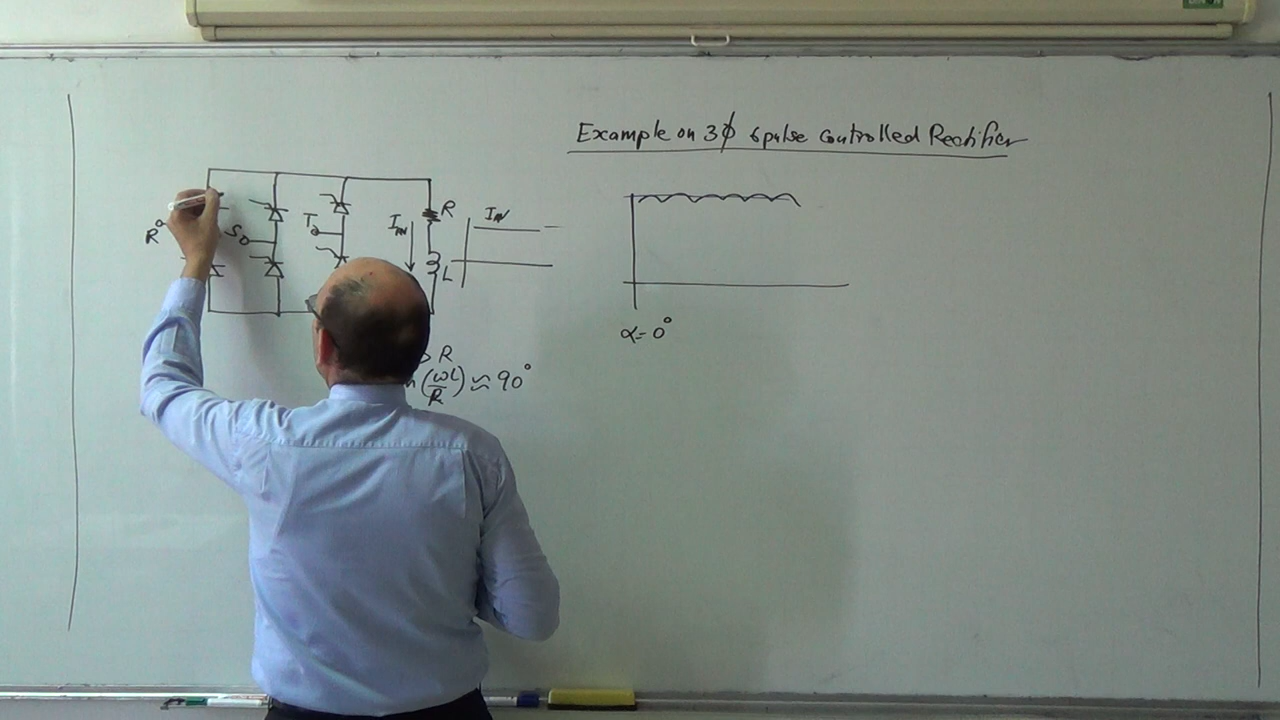 Example on 3ϕ 6pulse Controlled Rectifier
R
S
T
I_AV
R
L
I_AV
α=0°
> R
(ωL/R) ≈ 90°